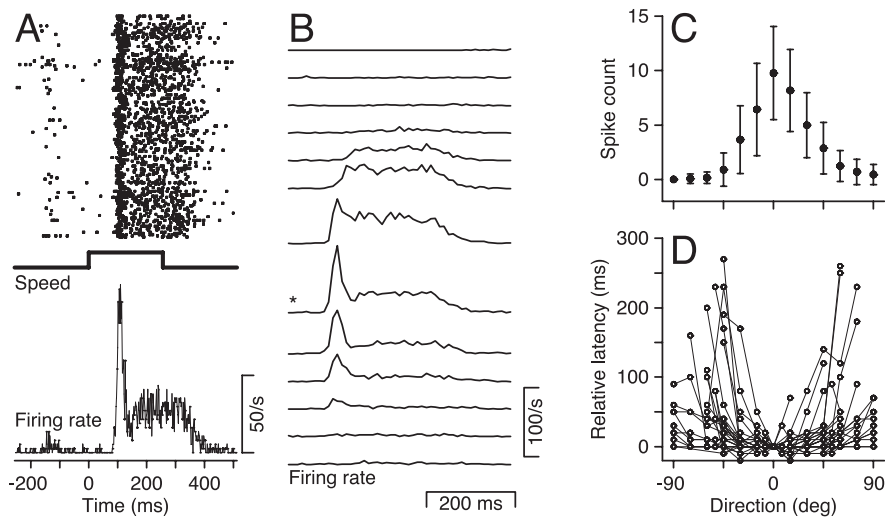 A
Speed
Firing rate
50/s
-200 0 200 400
Time (ms)
B
*
100/s
Firing rate
200 ms
C
Spike count
15
10
5
0
D
Relative latency (ms)
300
200
100
0
-90 0 90
Direction (deg)